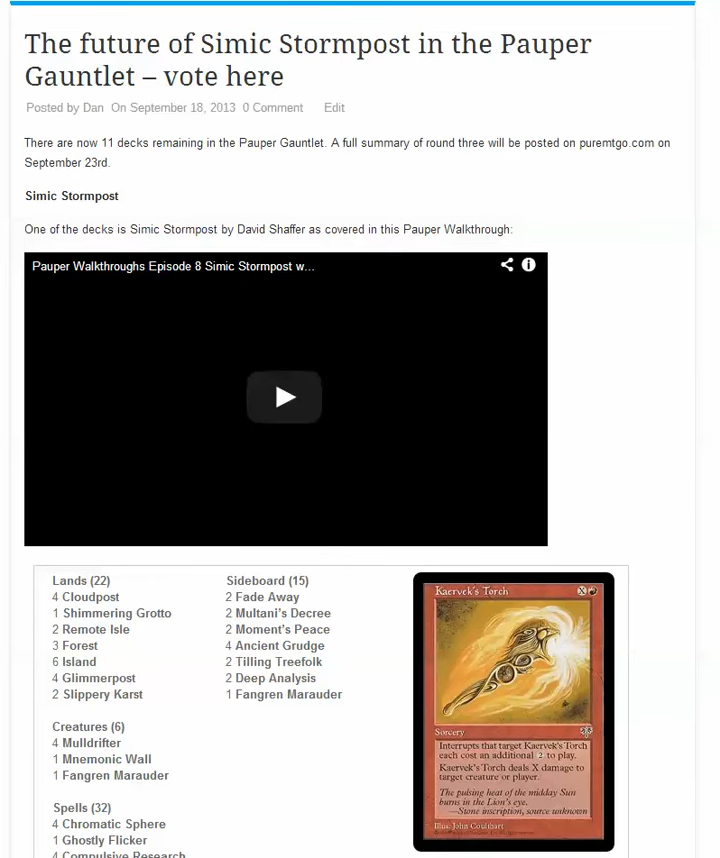 The future of Simic Stormpost in the Pauper
Gauntlet – vote here
Posted by Dan On September 18, 2013 0 Comment Edit
There are now 11 decks remaining in the Pauper Gauntlet. A full summary of round three will be posted on puremtgo.com on
September 23rd.
Simic Stormpost
One of the decks is Simic Stormpost by David Shaffer as covered in this Pauper Walkthrough:
Pauper Walkthroughs Episode 8 Simic Stormpost w...
Lands (22)
4 Cloudpost
1 Shimmering Grotto
2 Remote Isle
3 Forest
6 Island
4 Glimmerpost
2 Slippery Karst
Creatures (6)
4 Mulldrifter
1 Mnemonic Wall
1 Fangren Marauder
Spells (32)
4 Chromatic Sphere
1 Ghostly Flicker
4 Compulsive Research
Sideboard (15)
2 Fade Away
2 Multani's Decree
2 Moment's Peace
4 Ancient Grudge
2 Tilling Treefolk
2 Deep Analysis
1 Fangren Marauder
Kaervek's Torch
X
Sorcery
Interrupts that target Kaervek's Torch
each cost an additional 2 to play.
Kaervek's Torch deals X damage to
target creature or player.
The pulsing heat of the midday Sun
burns in the Lion's eye.
—Stone inscription, source unknown
Illus. John Coulthart